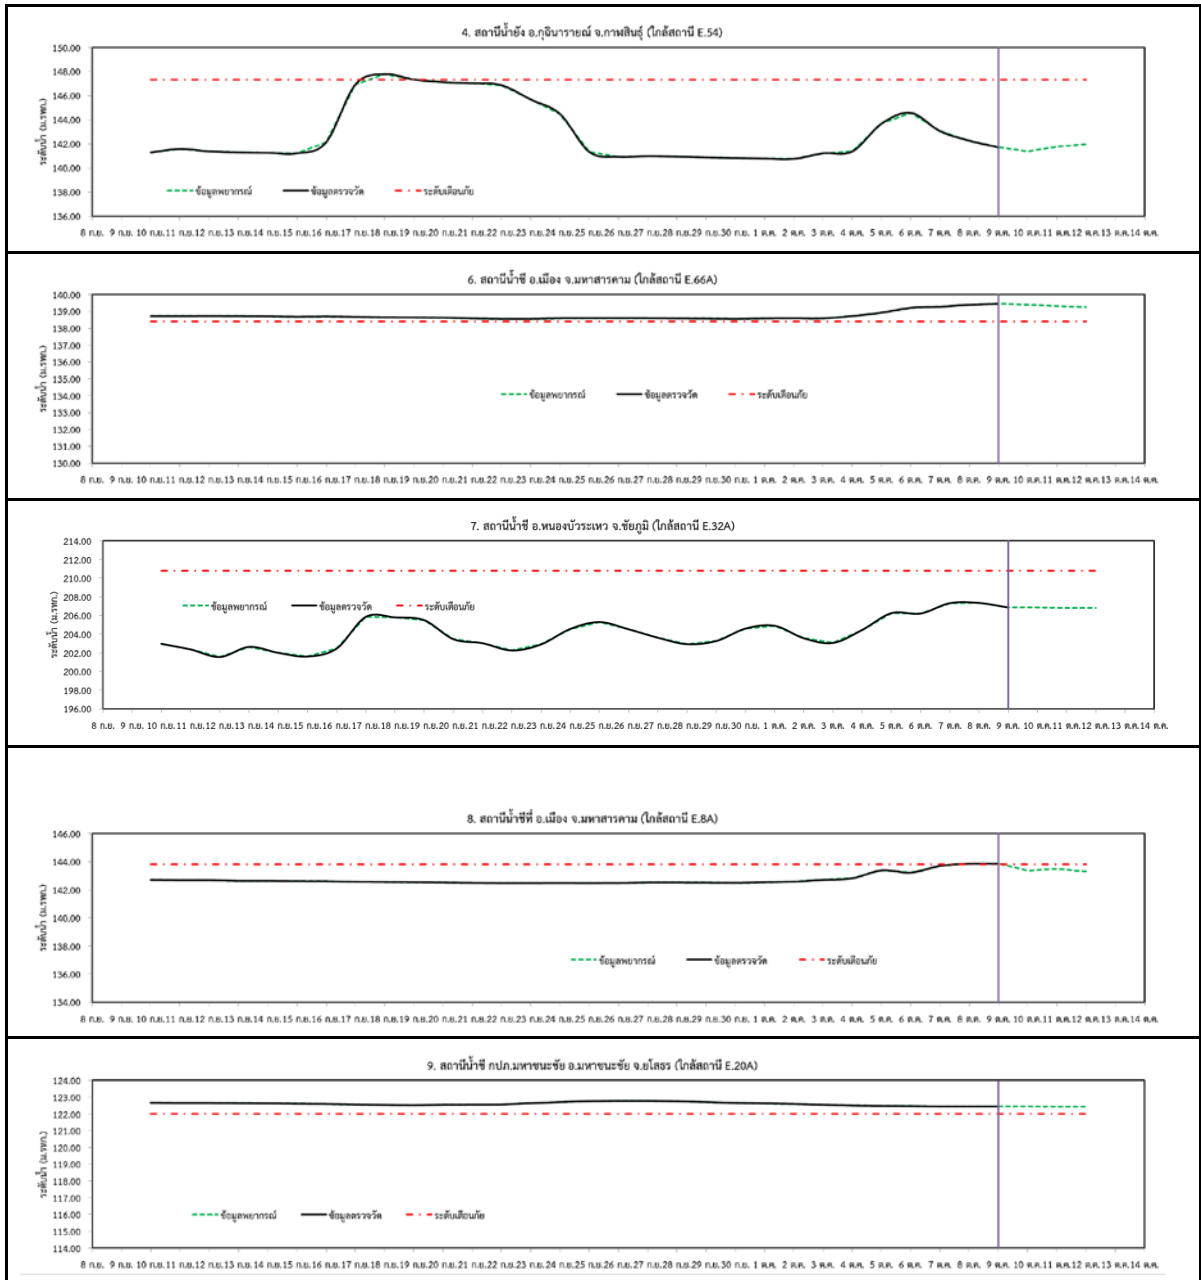 4. สถานีน้ำยัง อ.กุฉินารายณ์ จ.กาฬสินธุ์ (ใกล้สถานี E.54)
ระดับน้ำ (ม.รทก.)
150.00
148.00
146.00
144.00
142.00
140.00
138.00
136.00
ข้อมูลพยากรณ์ ข้อมูลตรวจวัด ระดับเตือนภัย
8 ก.ย. 9 ก.ย. 10 ก.ย.11 ก.ย.12 ก.ย.13 ก.ย.14 ก.ย.15 ก.ย.16 ก.ย.17 ก.ย.18 ก.ย.19 ก.ย.20 ก.ย.21 ก.ย.22 ก.ย.23 ก.ย.24 ก.ย.25 ก.ย.26 ก.ย.27 ก.ย.28 ก.ย.29 ก.ย.30 ก.ย. 1 ต.ค. 2 ต.ค. 3 ต.ค. 4 ต.ค. 5 ต.ค. 6 ต.ค. 7 ต.ค. 8 ต.ค. 9 ต.ค. 10 ต.ค.11 ต.ค.12 ต.ค.13 ต.ค.14 ต.ค.
6. สถานีน้ำชี อ.เมือง จ.มหาสารคาม (ใกล้สถานี E.66A)
ระดับน้ำ (ม.รทก.)
140.00
139.00
138.00
137.00
136.00
135.00
134.00
133.00
132.00
131.00
130.00
ข้อมูลพยากรณ์ ข้อมูลตรวจวัด ระดับเตือนภัย
8 ก.ย. 9 ก.ย. 10 ก.ย.11 ก.ย.12 ก.ย.13 ก.ย.14 ก.ย.15 ก.ย.16 ก.ย.17 ก.ย.18 ก.ย.19 ก.ย.20 ก.ย.21 ก.ย.22 ก.ย.23 ก.ย.24 ก.ย.25 ก.ย.26 ก.ย.27 ก.ย.28 ก.ย.29 ก.ย.30 ก.ย. 1 ต.ค. 2 ต.ค. 3 ต.ค. 4 ต.ค. 5 ต.ค. 6 ต.ค. 7 ต.ค. 8 ต.ค. 9 ต.ค. 10 ต.ค.11 ต.ค.12 ต.ค.13 ต.ค.14 ต.ค.
7. สถานีน้ำชี อ.หนองบัวระเหว จ.ชัยภูมิ (ใกล้สถานี E.32A)
ระดับน้ำ (ม.รทก.)
214.00
212.00
210.00
208.00
206.00
204.00
202.00
200.00
198.00
196.00
ข้อมูลพยากรณ์ ข้อมูลตรวจวัด ระดับเตือนภัย
8 ก.ย. 9 ก.ย. 10 ก.ย.11 ก.ย.12 ก.ย.13 ก.ย.14 ก.ย.15 ก.ย.16 ก.ย.17 ก.ย.18 ก.ย.19 ก.ย.20 ก.ย.21 ก.ย.22 ก.ย.23 ก.ย.24 ก.ย.25 ก.ย.26 ก.ย.27 ก.ย.28 ก.ย.29 ก.ย.30 ก.ย. 1 ต.ค. 2 ต.ค. 3 ต.ค. 4 ต.ค. 5 ต.ค. 6 ต.ค. 7 ต.ค. 8 ต.ค. 9 ต.ค. 10 ต.ค.11 ต.ค.12 ต.ค.13 ต.ค.14 ต.ค.
8. สถานีน้ำชีที่ อ.เมือง จ.มหาสารคาม (ใกล้สถานี E.8A)
ระดับน้ำ (ม.รทก.)
146.00
144.00
142.00
140.00
138.00
136.00
134.00
ข้อมูลพยากรณ์ ข้อมูลตรวจวัด ระดับเตือนภัย
8 ก.ย. 9 ก.ย. 10 ก.ย.11 ก.ย.12 ก.ย.13 ก.ย.14 ก.ย.15 ก.ย.16 ก.ย.17 ก.ย.18 ก.ย.19 ก.ย.20 ก.ย.21 ก.ย.22 ก.ย.23 ก.ย.24 ก.ย.25 ก.ย.26 ก.ย.27 ก.ย.28 ก.ย.29 ก.ย.30 ก.ย. 1 ต.ค. 2 ต.ค. 3 ต.ค. 4 ต.ค. 5 ต.ค. 6 ต.ค. 7 ต.ค. 8 ต.ค. 9 ต.ค. 10 ต.ค.11 ต.ค.12 ต.ค.13 ต.ค.14 ต.ค.
9. สถานีน้ำชี กปภ.มหาชนะชัย อ.มหาชนะชัย จ.ยโสธร (ใกล้สถานี E.20A)
ระดับน้ำ (ม.รทก.)
124.00
123.00
122.00
121.00
120.00
119.00
118.00
117.00
116.00
115.00
114.00
ข้อมูลพยากรณ์ ข้อมูลตรวจวัด ระดับเตือนภัย
8 ก.ย. 9 ก.ย. 10 ก.ย.11 ก.ย.12 ก.ย.13 ก.ย.14 ก.ย.15 ก.ย.16 ก.ย.17 ก.ย.18 ก.ย.19 ก.ย.20 ก.ย.21 ก.ย.22 ก.ย.23 ก.ย.24 ก.ย.25 ก.ย.26 ก.ย.27 ก.ย.28 ก.ย.29 ก.ย.30 ก.ย. 1 ต.ค. 2 ต.ค. 3 ต.ค. 4 ต.ค. 5 ต.ค. 6 ต.ค. 7 ต.ค. 8 ต.ค. 9 ต.ค. 10 ต.ค.11 ต.ค.12 ต.ค.13 ต.ค.14 ต.ค.